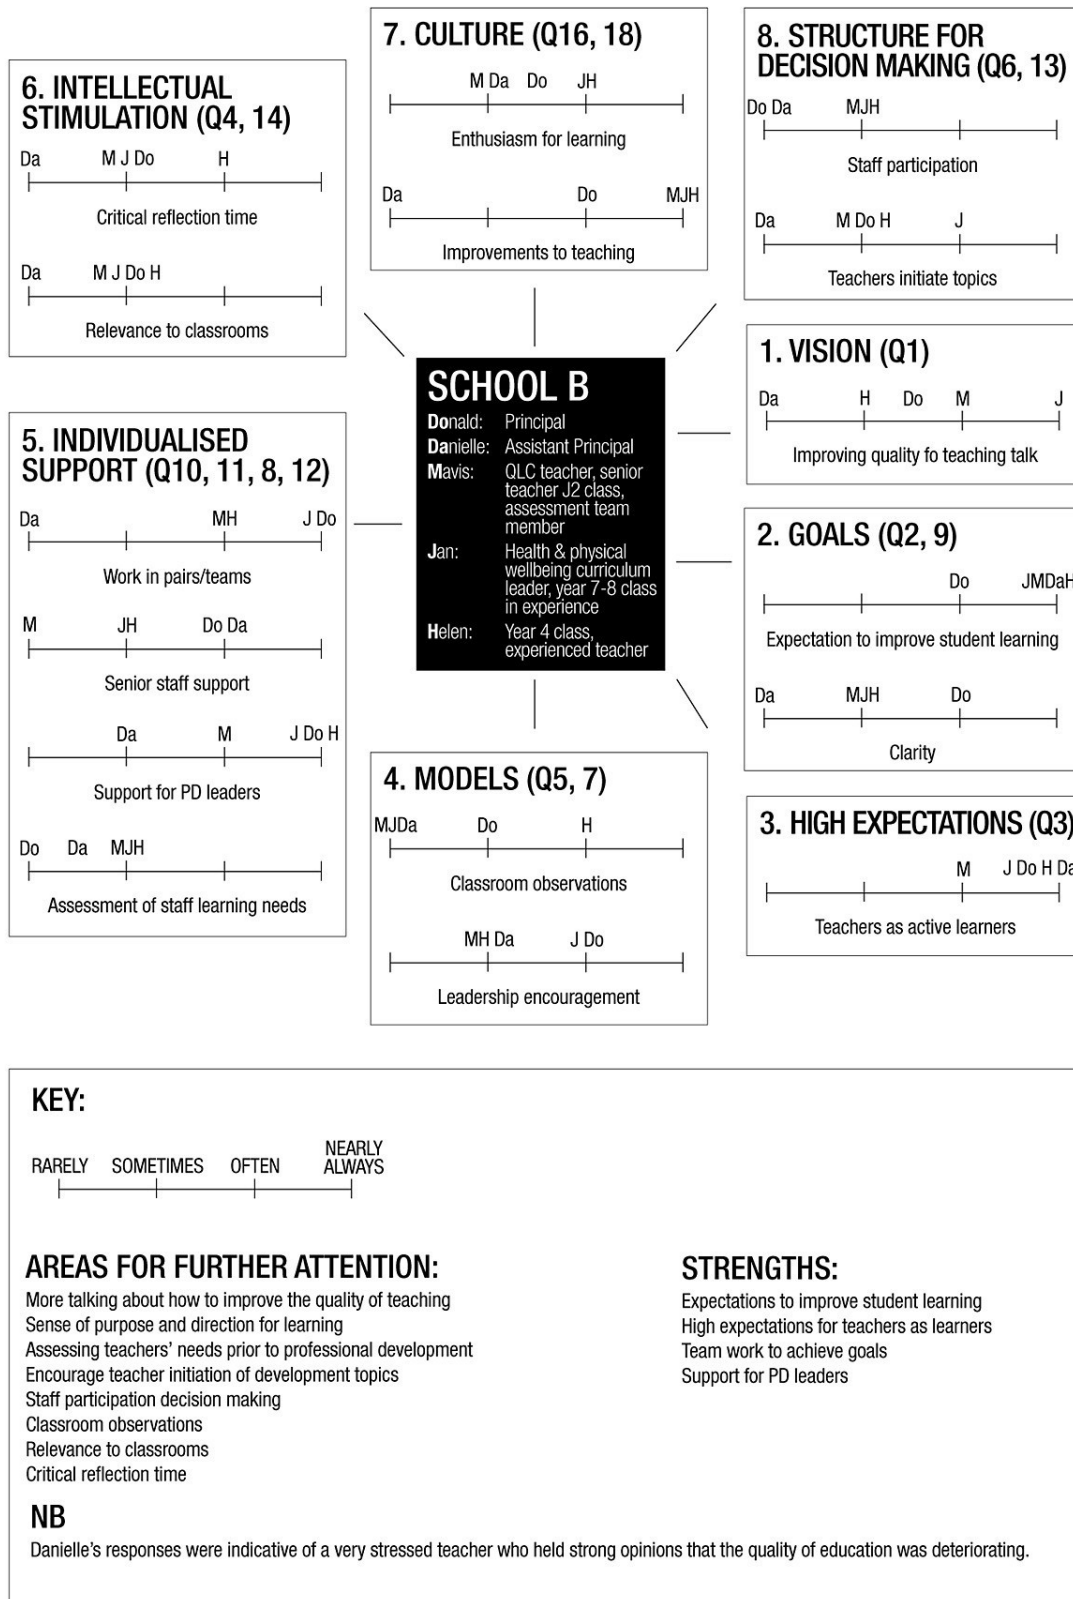 6. INTELLECTUAL
STIMULATION (Q4, 14)
Da M J Do H
Critical reflection time
Da M J Do H
Relevance to classrooms
7. CULTURE (Q16, 18)
M Da Do JH
Enthusiasm for learning
Da Do MJH
Improvements to teaching
8. STRUCTURE FOR
DECISION MAKING (Q6, 13)
Do Da MJH
Staff participation
Da M Do H J
Teachers initiate topics
1. VISION (Q1)
Da H Do M J
Improving quality fo teaching talk
SCHOOL B
Donald: Principal
Danielle: Assistant Principal
Mavis: QLC teacher, senior
teacher J2 class,
assessment team
member
Jan: Health & physical
wellbeing curriculum
leader, year 7-8 class
in experience
Helen: Year 4 class,
experienced teacher
5. INDIVIDUALISED
SUPPORT (Q10, 11, 8, 12)
Da MH J Do
Work in pairs/teams
M JH Do Da
Senior staff support
Da M J Do H
Support for PD leaders
Do Da MJH
Assessment of staff learning needs
2. GOALS (Q2, 9)
Do JMDaH
Expectation to improve student learning
Da MJH Do
Clarity
4. MODELS (Q5, 7)
MJDa Do H
Classroom observations
MH Da J Do
Leadership encouragement
3. HIGH EXPECTATIONS (Q3)
M J Do H Da
Teachers as active learners
KEY:
RARELY SOMETIMES OFTEN NEARLY
ALWAYS
AREAS FOR FURTHER ATTENTION:
More talking about how to improve the quality of teaching
Sense of purpose and direction for learning
Assessing teachers' needs prior to professional development
Encourage teacher initiation of development topics
Staff participation decision making
Classroom observations
Relevance to classrooms
Critical reflection time
STRENGTHS:
Expectations to improve student learning
High expectations for teachers as learners
Team work to achieve goals
Support for PD leaders
NB
Danielle's responses were indicative of a very stressed teacher who held strong opinions that the quality of education was deteriorating.